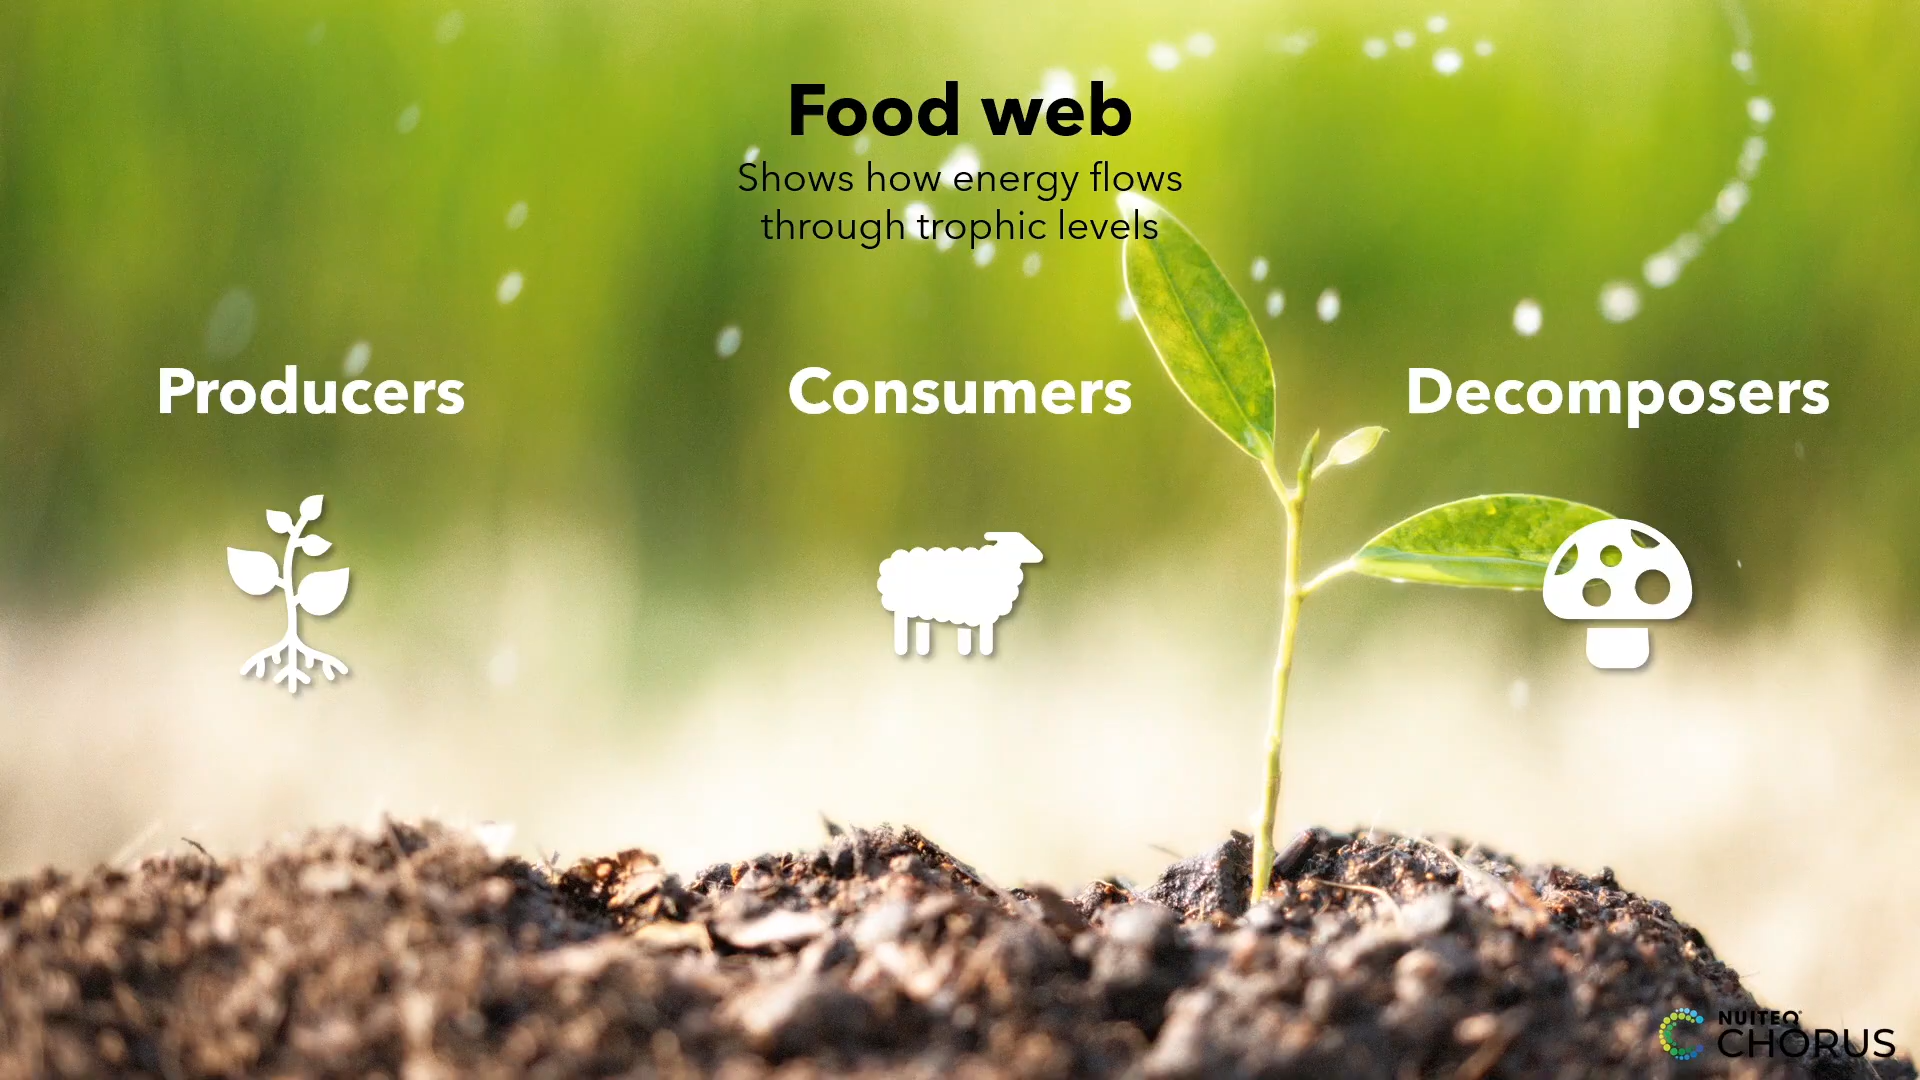 Food web
Shows how energy flows
through trophic levels
Producers
Consumers
Decomposers
NUITEQ
CHORUS